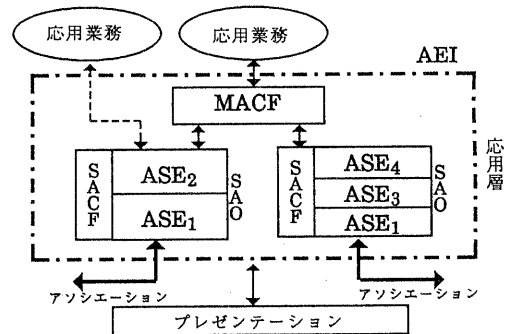 応用業務
応用業務
AEI
MACF
応用層
SACF
ASE2
ASE1
SAO
SACF
ASE4
ASE3
ASE1
SAO
アソシエーション
アソシエーション
プレゼンテーション